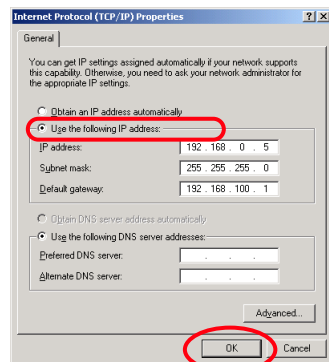 Internet Protocol (TCP/IP) Properties
General
You can get IP settings assigned automatically if your network supports
this capability. Otherwise, you need to ask your network administrator for
the appropriate IP settings.
Obtain an IP address automatically
Use the following IP address:
IP address: 192 . 168 . 0 . 5
Subnet mask: 255 . 255 . 255 . 0
Default gateway: 192 . 168 . 100 . 1
Obtain DNS server address automatically
Use the following DNS server addresses:
Preferred DNS server: . . .
Alternate DNS server: . . .
Advanced...
OK Cancel